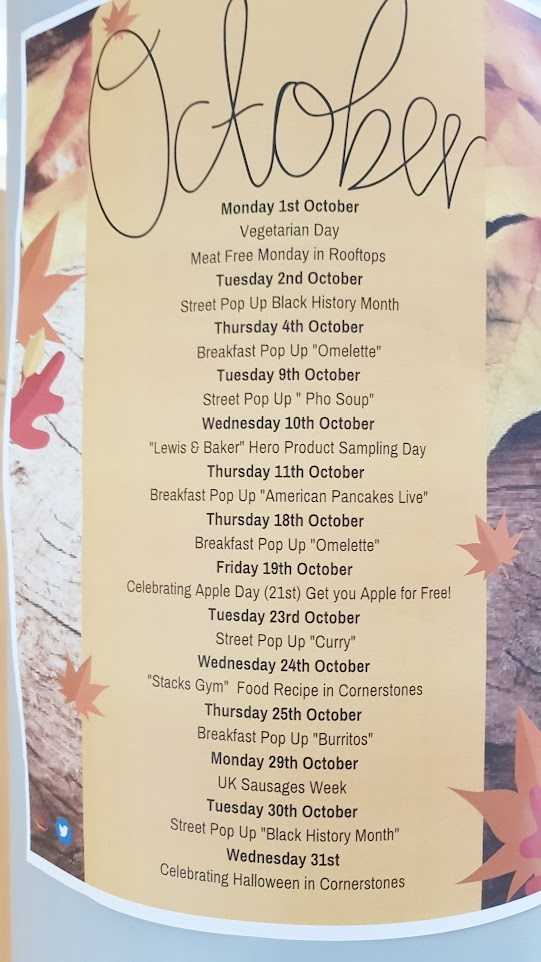 October
Monday 1st October
Vegetarian Day
Meat Free Monday in Rooftops
Tuesday 2nd October
Street Pop Up Black History Month
Thursday 4th October
Breakfast Pop Up "Omelette"
Tuesday 9th October
Street Pop Up " Pho Soup"
Wednesday 10th October
"Lewis & Baker" Hero Product Sampling Day
Thursday 11th October
Breakfast Pop Up "American Pancakes Live"
Thursday 18th October
Breakfast Pop Up "Omelette"
Friday 19th October
Celebrating Apple Day (21st) Get you Apple for Free!
Tuesday 23rd October
Street Pop Up "Curry"
Wednesday 24th October
"Stacks Gym" Food Recipe in Cornerstones
Thursday 25th October
Breakfast Pop Up "Burritos"
Monday 29th October
UK Sausages Week
Tuesday 30th October
Street Pop Up "Black History Month"
Wednesday 31st
Celebrating Halloween in Cornerstones